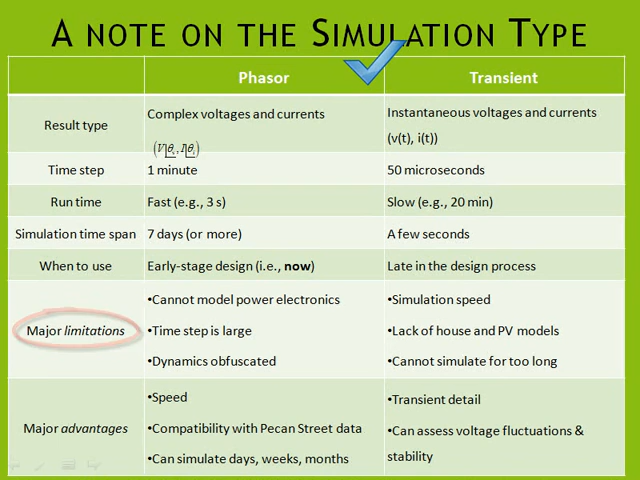 A NOTE ON THE SIMULATION TYPE
Phasor Transient
Result type
Complex voltages and currents
(V|θᵥ, I|θᵢ)
Instantaneous voltages and currents
(v(t), i(t))
Time step 1 minute 50 microseconds
Run time Fast (e.g., 3 s) Slow (e.g., 20 min)
Simulation time span 7 days (or more) A few seconds
When to use Early-stage design (i.e., now) Late in the design process
Major limitations
•Cannot model power electronics
•Time step is large
•Dynamics obfuscated
•Simulation speed
•Lack of house and PV models
•Cannot simulate for too long
Major advantages
•Speed
•Compatibility with Pecan Street data
•Can simulate days, weeks, months
•Transient detail
•Can assess voltage fluctuations &
stability